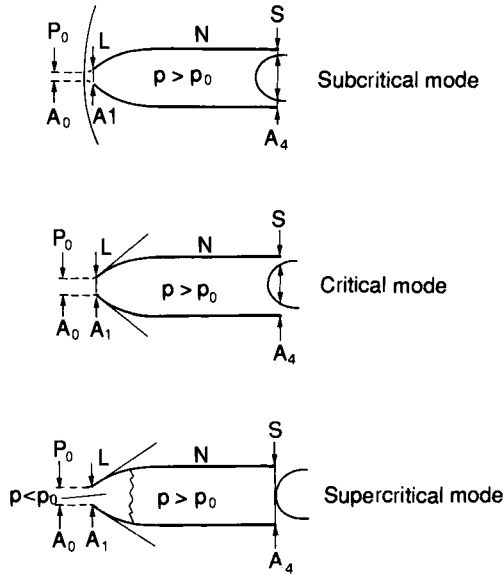 S
P₀ L N
p > p₀ Subcritical mode
A₀ A1
A₄
S
P₀ L N
p > p₀ Critical mode
A₀ A₁
A₄
S
P₀ L N
p<p₀ p > p₀ Supercritical mode
A₀ A₁
A₄